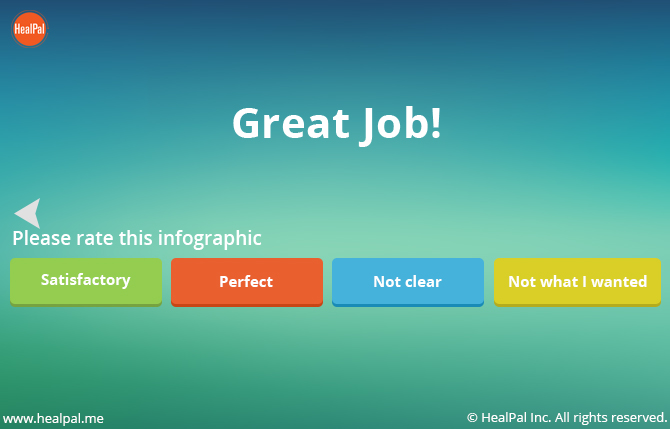 HealPal
Great Job!
Please rate this infographic
Satisfactory
Perfect
Not clear
Not what I wanted
www.healpal.me
© HealPal Inc. All rights reserved.